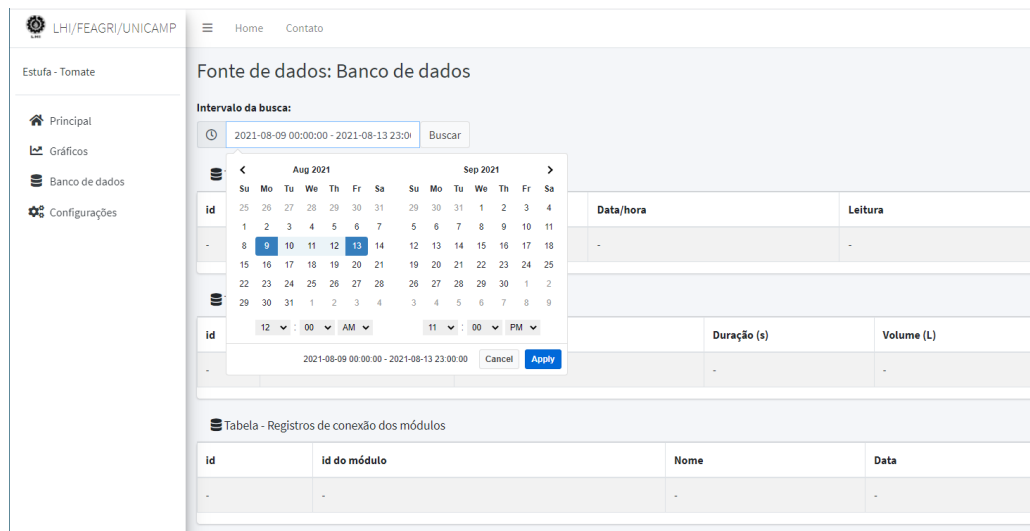 LHI/FEAGRI/UNICAMP
Home Contato
Estufa - Tomate
Principal
Gráficos
Banco de dados
Configurações
Fonte de dados: Banco de dados
Intervalo da busca:
2021-08-09 00:00:00 - 2021-08-13 23:0 Buscar
Aug 2021 Sep 2021
Su Mo Tu We Th Fr Sa Su Mo Tu We Th Fr Sa
25 26 27 28 29 30 31 29 30 31 1 2 3 4
1 2 3 4 5 6 7 5 6 7 8 9 10 11
8 9 10 11 12 13 14 12 13 14 15 16 17 18
15 16 17 18 19 20 21 19 20 21 22 23 24 25
22 23 24 25 26 27 28 26 27 28 29 30 1 2
29 30 31 1 2 3 4 3 4 5 6 7 8 9
12 : 00 AM 11 : 00 PM
2021-08-09 00:00:00 - 2021-08-13 23:00:00 Cancel Apply
id Data/hora Leitura
- - -
id Duração (s) Volume (L)
- - -
Tabela - Registros de conexão dos módulos
id id do módulo Nome Data
- - - -